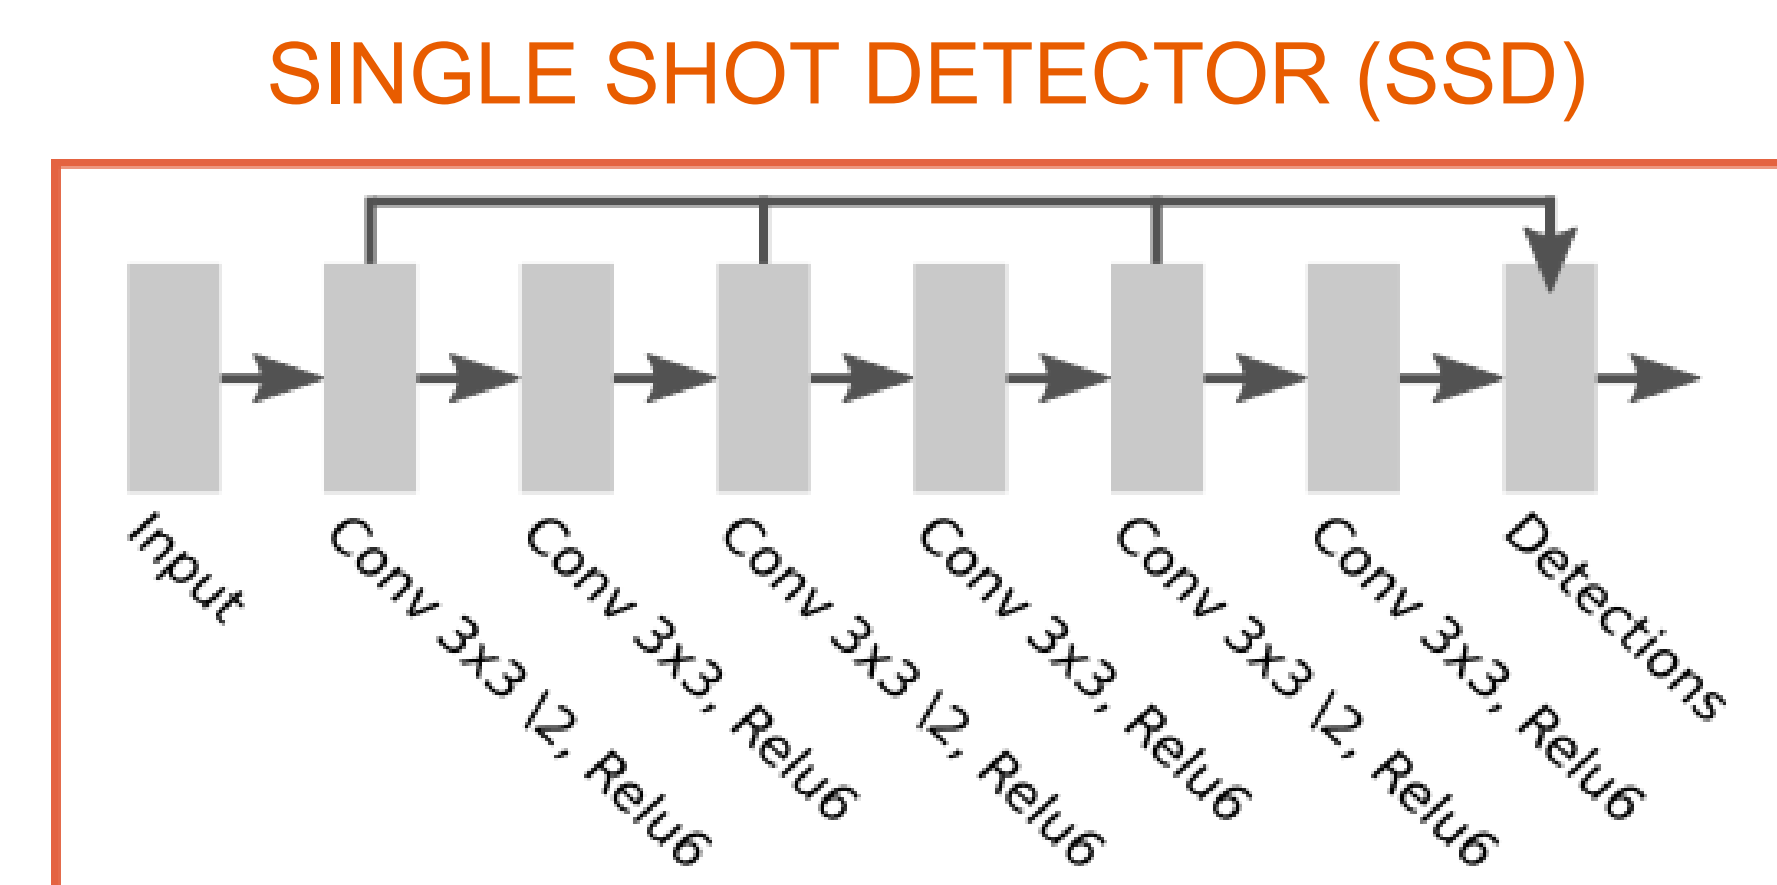 SINGLE SHOT DETECTOR (SSD)
Input
Conv 3x3 \2, Relu6
Conv 3x3, Relu6
Conv 3x3 \2, Relu6
Conv 3x3, Relu6
Conv 3x3 \2, Relu6
Conv 3x3, Relu6
Detections